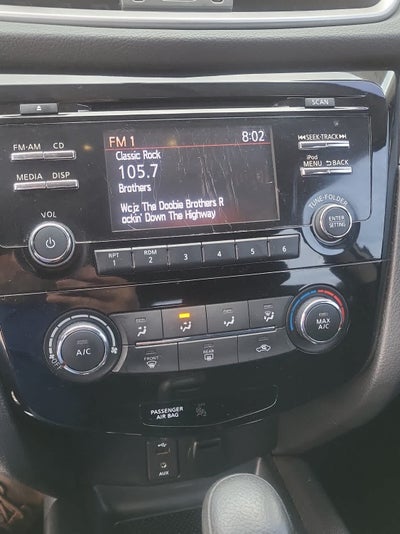 SCAN
FM·AM CD
MEDIA DISP
VOL
FM 1 8:02
Classic Rock
105.7
Brothers
Wcjz The Doobie Brothers R
ockin' Down The Highway
SEEK·TRACK
iPod
MENU BACK
TUNE·FOLDER
ENTER
SETTING
RPT
1
RDM
2
3
4
5
6
A/C
OFF
FRONT
REAR
MAX
A/C
PASSENGER
AIR BAG
AUX